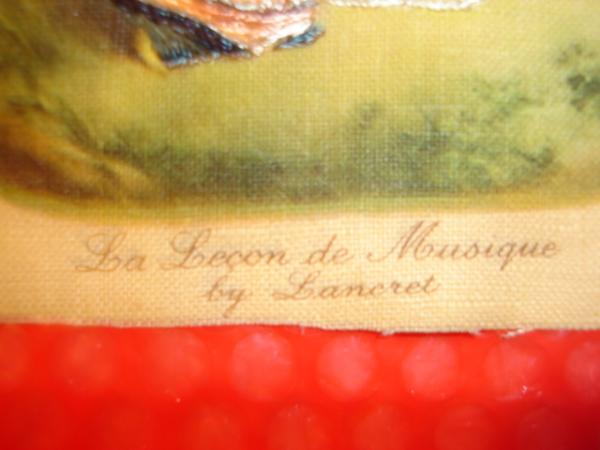 La Leçon de Musique
by Lancret